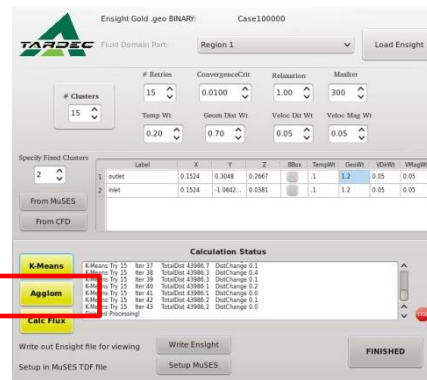 Ensight Gold .geo BINARY: Case100000
TARDEC Fluid Domain Part: Region 1 Load Ensight
# Clusters
15
# Retries ConvergenceCrit Relaxation MaxIter
15 0.0100 1.00 300
Temp Wt Geom Dist Wt Veloc Dir Wt Veloc Mag Wt
0.20 0.70 0.05 0.05
Specify Fixed Clusters
2
From MuSES
From CFD
Label X Y Z BBox TempWt GeoWt VDirWt VMagWt
1 outlet 0.1524 0.3048 0.2667 .1 1.2 0.05 0.05
2 inlet 0.1524 -1.0842... 0.0381 .1 1.2 0.05 0.05
Calculation Status
K-Means
Agglom
Calc Flux
K-Means Try 15 Iter 37 TotalDist 43986.7 DistChange 0.1
K-Means Try 15 Iter 38 TotalDist 43986.3 DistChange 0.4
K-Means Try 15 Iter 39 TotalDist 43986.3 DistChange 0.1
K-Means Try 15 Iter 40 TotalDist 43986.1 DistChange 0.2
K-Means Try 15 Iter 41 TotalDist 43986.1 DistChange 0.0
K-Means Try 15 Iter 42 TotalDist 43986.1 DistChange 0.1
K-Means Try 15 Iter 43 TotalDist 43986.2 DistChange 0.0
Finished Processing!
Write out Ensight file for viewing Write Ensight
Setup in MuSES TDF file Setup MuSES
FINISHED